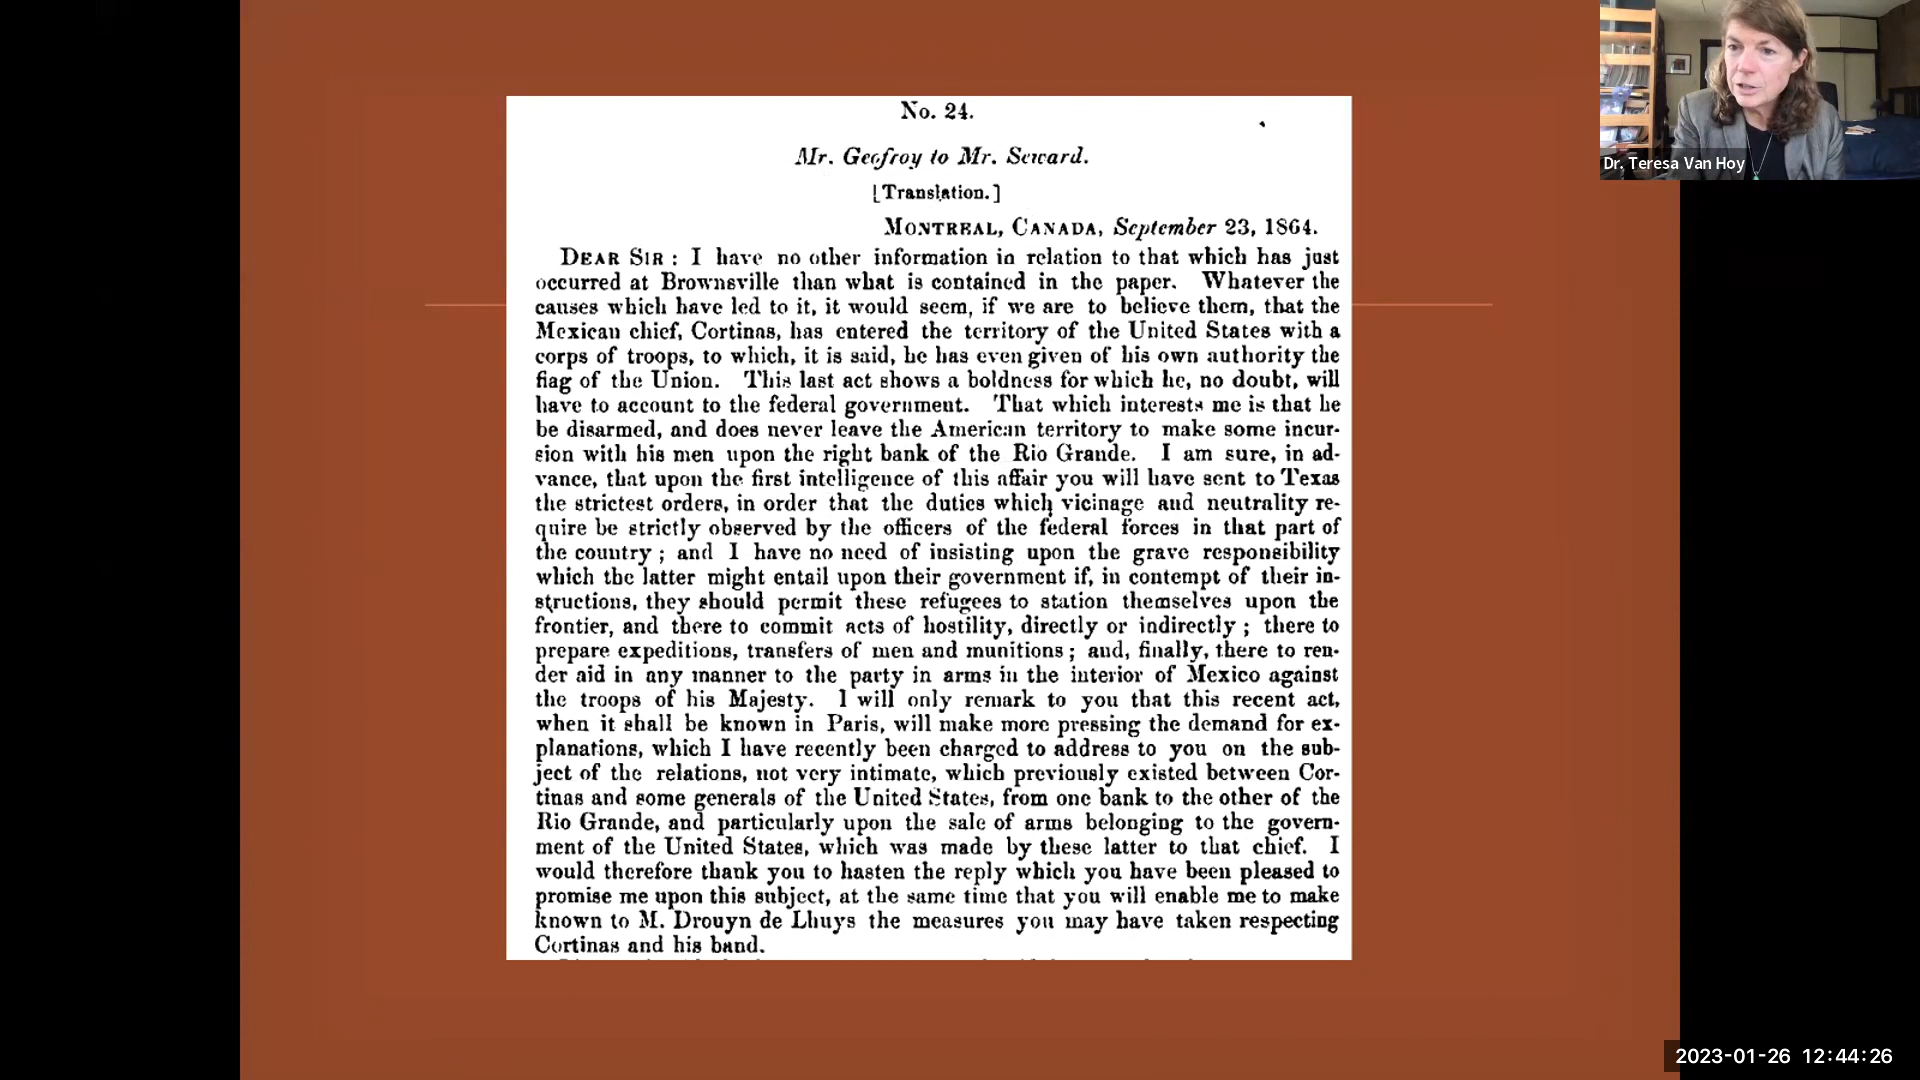 No. 24.
Mr. Geofroy to Mr. Seward.
[Translation.]
MONTREAL, CANADA, September 23, 1864.
DEAR SIR : I have no other information in relation to that which has just
occurred at Brownsville than what is contained in the paper. Whatever the
causes which have led to it, it would seem, if we are to believe them, that the
Mexican chief, Cortinas, has entered the territory of the United States with a
corps of troops, to which, it is said, he has even given of his own authority the
flag of the Union. This last act shows a boldness for which he, no doubt, will
have to account to the federal government. That which interests me is that he
be disarmed, and does never leave the American territory to make some incur-
sion with his men upon the right bank of the Rio Grande. I am sure, in ad-
vance, that upon the first intelligence of this affair you will have sent to Texas
the strictest orders, in order that the duties which vicinage and neutrality re-
quire be strictly observed by the officers of the federal forces in that part of
the country ; and I have no need of insisting upon the grave responsibility
which the latter might entail upon their government if, in contempt of their in-
structions, they should permit these refugees to station themselves upon the
frontier, and there to commit acts of hostility, directly or indirectly ; there to
prepare expeditions, transfers of men and munitions ; and, finally, there to ren-
der aid in any manner to the party in arms in the interior of Mexico against
the troops of his Majesty. I will only remark to you that this recent act,
when it shall be known in Paris, will make more pressing the demand for ex-
planations, which I have recently been charged to address to you on the sub-
ject of the relations, not very intimate, which previously existed between Cor-
tinas and some generals of the United States, from one bank to the other of the
Rio Grande, and particularly upon the sale of arms belonging to the govern-
ment of the United States, which was made by these latter to that chief. I
would therefore thank you to hasten the reply which you have been pleased to
promise me upon this subject, at the same time that you will enable me to make
known to M. Drouyn de Lhuys the measures you may have taken respecting
Cortinas and his band.
Dr. Teresa Van Hoy
2023-01-26 12:44:26